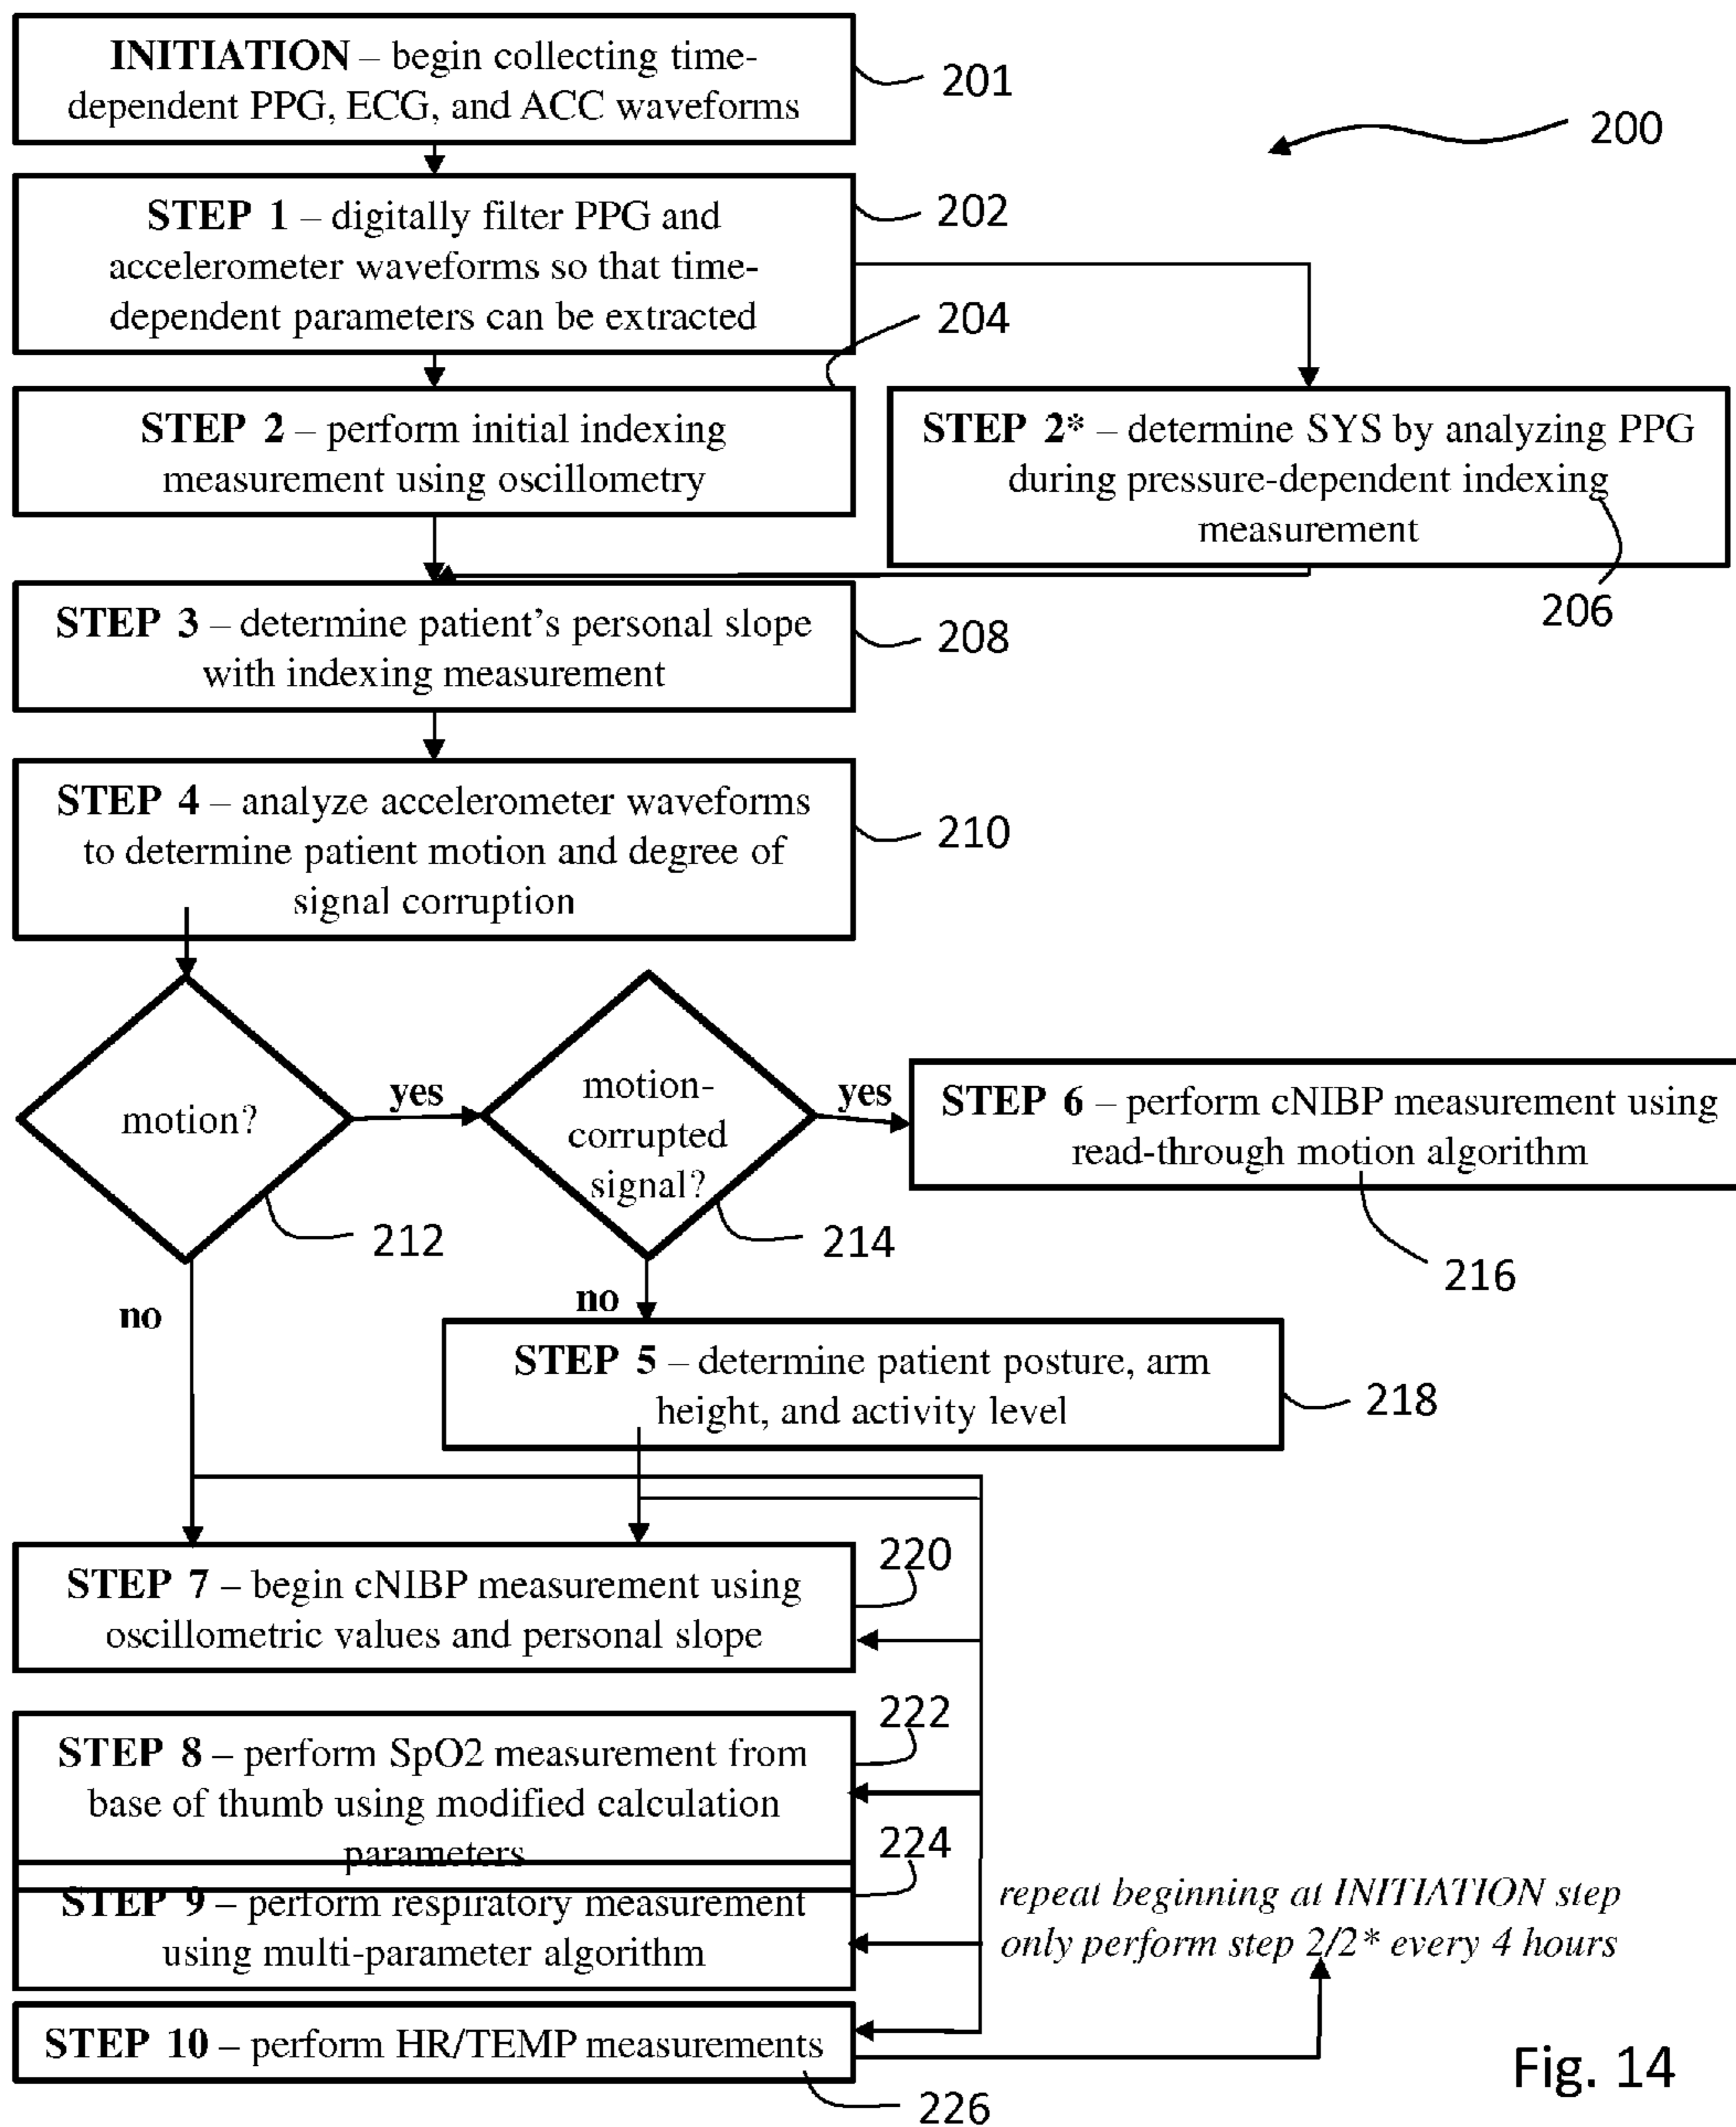 INITIATION – begin collecting time-
dependent PPG, ECG, and ACC waveforms
201
200
STEP 1 – digitally filter PPG and
accelerometer waveforms so that time-
dependent parameters can be extracted
202
204
STEP 2 – perform initial indexing
measurement using oscillometry
STEP 2* – determine SYS by analyzing PPG
during pressure-dependent indexing
measurement
206
STEP 3 – determine patient's personal slope
with indexing measurement
208
STEP 4 – analyze accelerometer waveforms
to determine patient motion and degree of
signal corruption
210
motion?
yes
motion-
corrupted
signal?
yes
STEP 6 – perform cNIBP measurement using
read-through motion algorithm
212
214
216
no
no
STEP 5 – determine patient posture, arm
height, and activity level
218
220
STEP 7 – begin cNIBP measurement using
oscillometric values and personal slope
222
STEP 8 – perform SpO2 measurement from
base of thumb using modified calculation
parameters
224
STEP 9 – perform respiratory measurement
using multi-parameter algorithm
repeat beginning at INITIATION step
only perform step 2/2* every 4 hours
STEP 10 – perform HR/TEMP measurements
226
Fig. 14